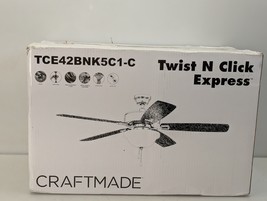 TCE42BNK5C1-C
Twist N Click
Express
CRAFTMADE